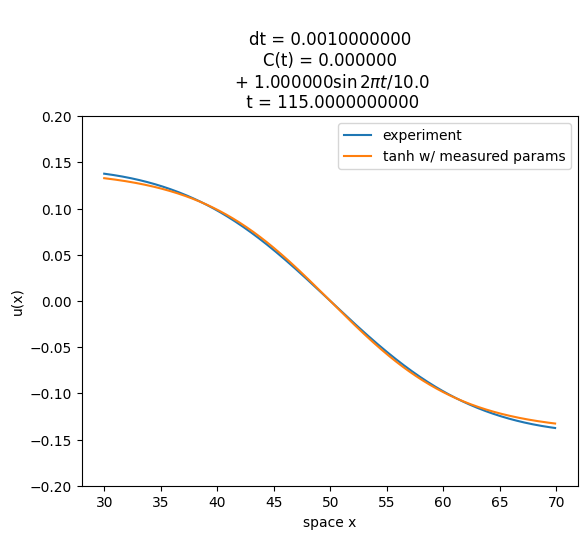 dt = 0.0010000000
C(t) = 0.000000
+ 1.000000sin 2πt/10.0
t = 115.0000000000
experiment
tanh w/ measured params
u(x)
0.20
0.15
0.10
0.05
0.00
−0.05
−0.10
−0.15
−0.20
30 35 40 45 50 55 60 65 70
space x